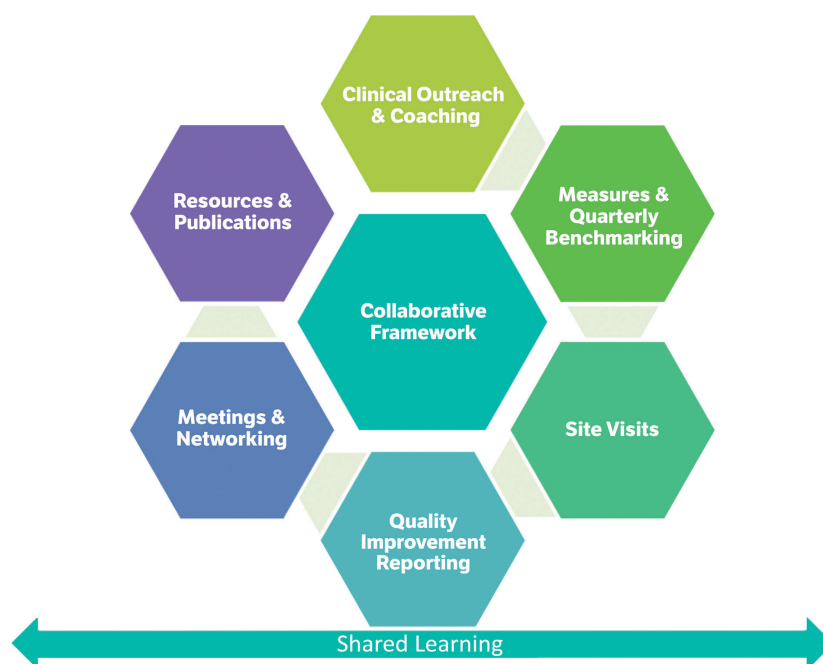 Clinical Outreach
& Coaching
Measures &
Quarterly
Benchmarking
Site Visits
Quality
Improvement
Reporting
Meetings &
Networking
Resources &
Publications
Collaborative
Framework
Shared Learning